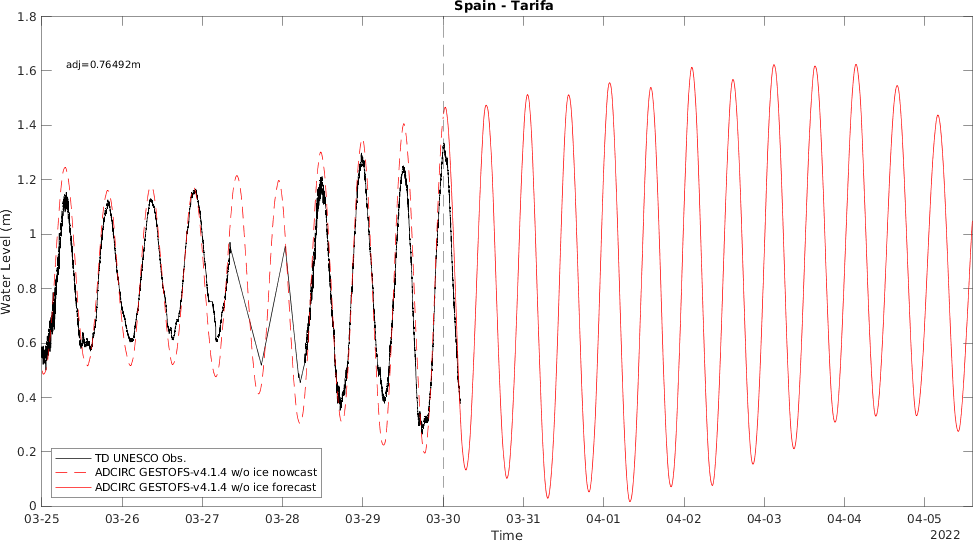 Spain - Tarifa
1.8
1.6
1.4
1.2
1
0.8
0.6
0.4
0.2
0
Water Level (m)
adj=0.76492m
TD UNESCO Obs.
ADCIRC GESTOFS-v4.1.4 w/o ice nowcast
ADCIRC GESTOFS-v4.1.4 w/o ice forecast
03-25 03-26 03-27 03-28 03-29 03-30 03-31 04-01 04-02 04-03 04-04 04-05
Time
2022